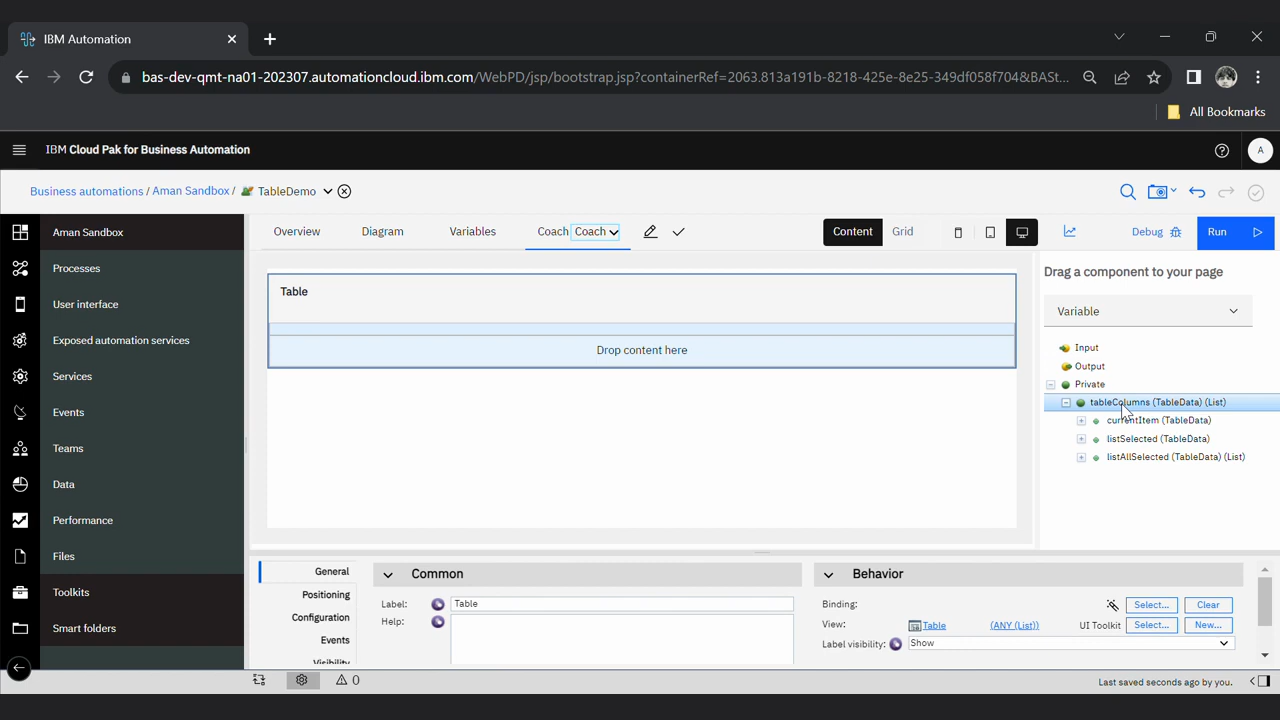 IBM Automation
bas-dev-qmt-na01-202307.automationcloud.ibm.com/WebPD/jsp/bootstrap.jsp?containerRef=2063.813a191b-8218-425e-8e25-349df058f704&BASt...
All Bookmarks
IBM Cloud Pak for Business Automation
A
Business automations / Aman Sandbox / TableDemo
Aman Sandbox
Overview
Diagram
Variables
Coach Coach
Content
Grid
Debug
Run
Processes
User interface
Exposed automation services
Services
Events
Teams
Data
Performance
Files
Toolkits
Smart folders
Table
Drop content here
Drag a component to your page
Variable
Input
Output
Private
tableColumns (TableData) (List)
currentItem (TableData)
listSelected (TableData)
listAllSelected (TableData) (List)
General
Positioning
Configuration
Events
Visibility
Common
Label: Table
Help:
Behavior
Binding: Select... Clear
View: Table (ANY (List)) UI Toolkit Select... New...
Label visibility: Show
0
Last saved seconds ago by you.